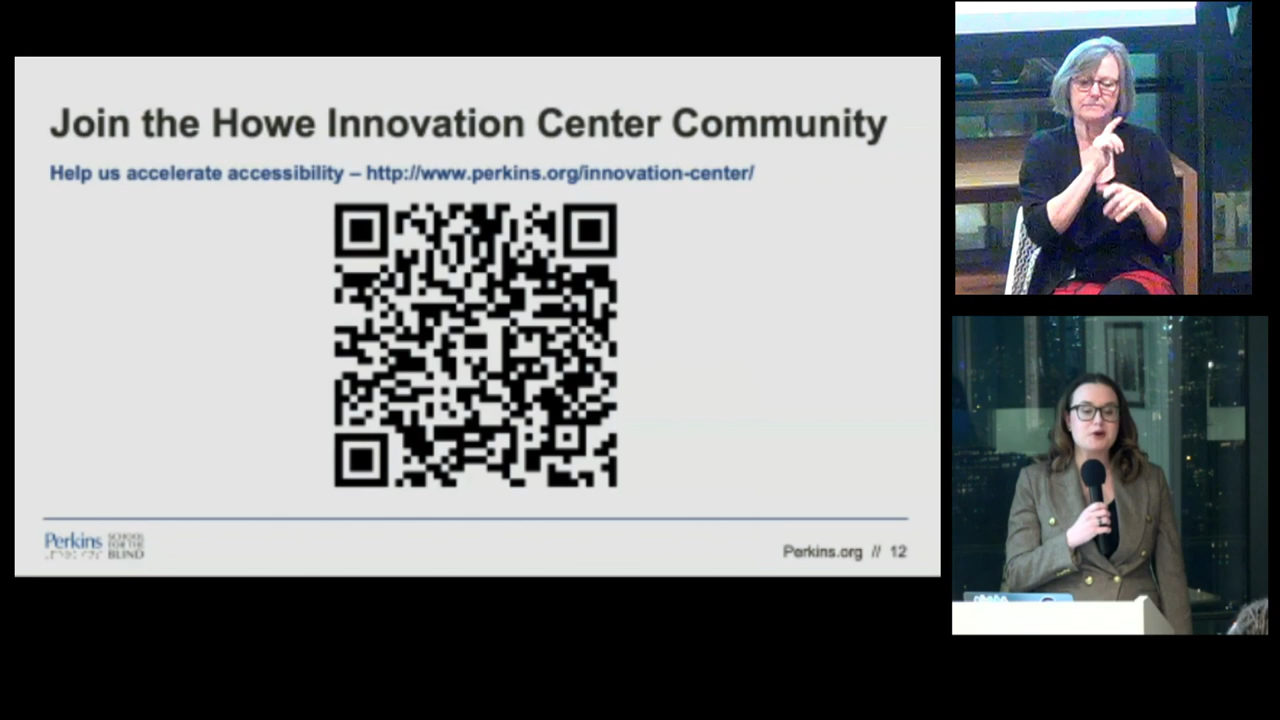 Join the Howe Innovation Center Community
Help us accelerate accessibility – http://www.perkins.org/innovation-center/
Perkins SCHOOL FOR THE BLIND
Perkins.org // 12